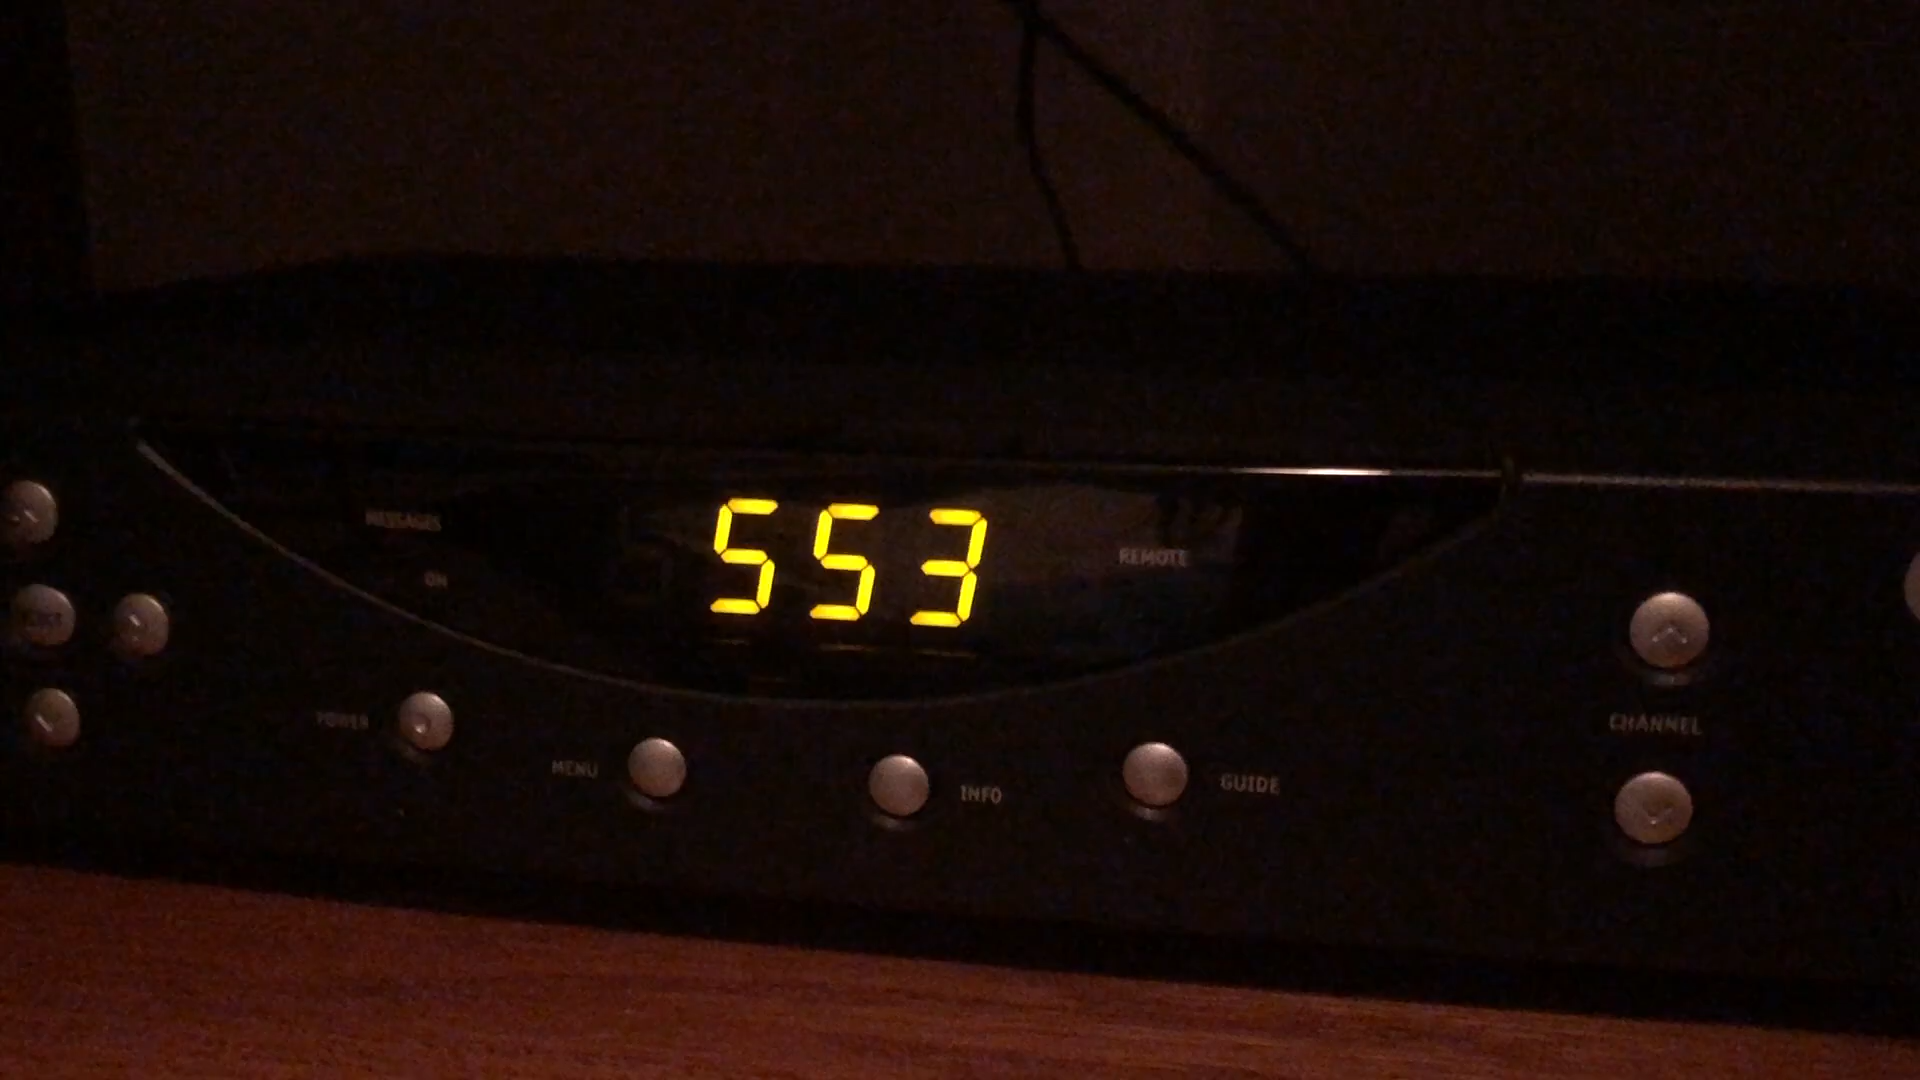 MESSAGES
553
REMOTE
ON
POWER
MENU
INFO
GUIDE
CHANNEL